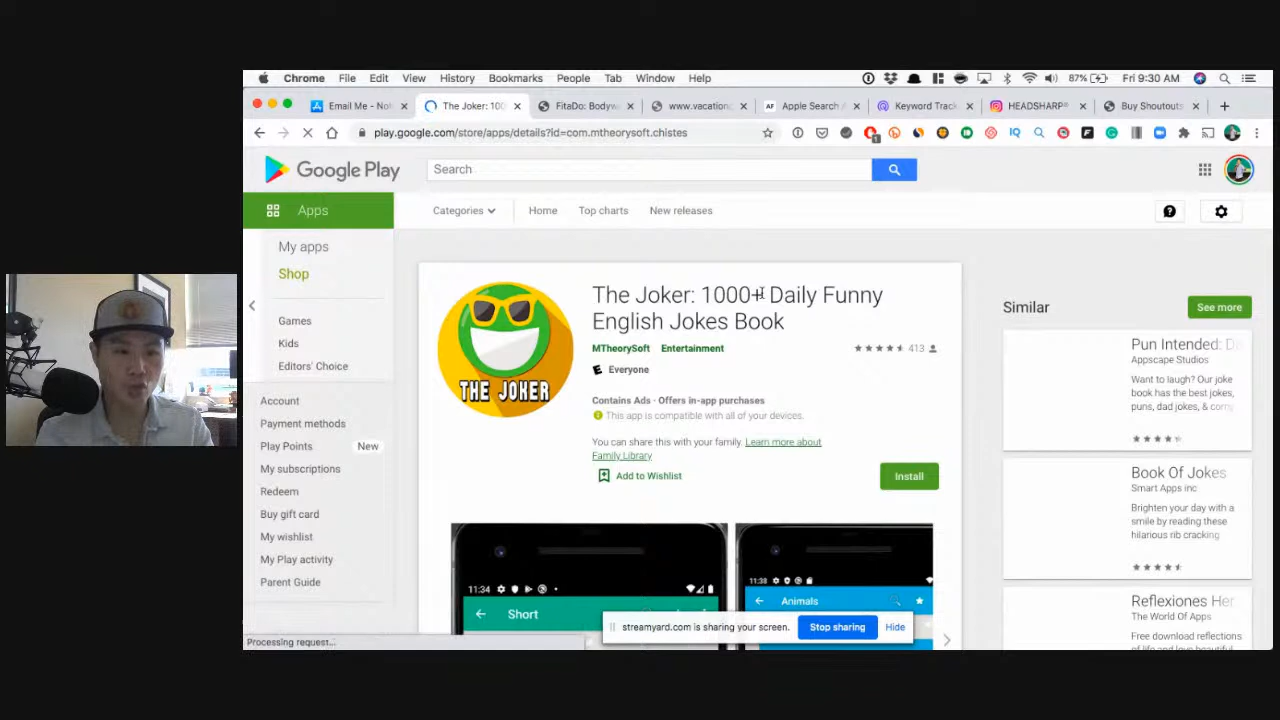 Chrome File Edit View History Bookmarks People Tab Window Help 87% Fri 9:30 AM
Email Me - No The Joker: 100 FitaDo: Bodyw www.vacation Apple Search A Keyword Track HEADSHARP® Buy Shoutouts
play.google.com/store/apps/details?id=com.mtheorysoft.chistes
Google Play Search
Apps Categories Home Top charts New releases
My apps
Shop
Games
Kids
Editors' Choice
Account
Payment methods
Play Points New
My subscriptions
Redeem
Buy gift card
My wishlist
My Play activity
Parent Guide
Processing request...
THE JOKER
The Joker: 1000+ Daily Funny
English Jokes Book
MTheorySoft Entertainment
413
Everyone
Contains Ads · Offers in-app purchases
This app is compatible with all of your devices.
You can share this with your family. Learn more about
Family Library
Add to Wishlist
Install
11:34
Short
11:38
Animals
streamyard.com is sharing your screen. Stop sharing Hide
Similar See more
Pun Intended: D
Appscape Studios
Want to laugh? Our joke
book has the best jokes,
puns, dad jokes, & corny
Book Of Jokes
Smart Apps inc
Brighten your day with a
smile by reading these
hilarious rib cracking
Reflexiones Her
The World Of Apps
Free download reflections
of life and love beautiful